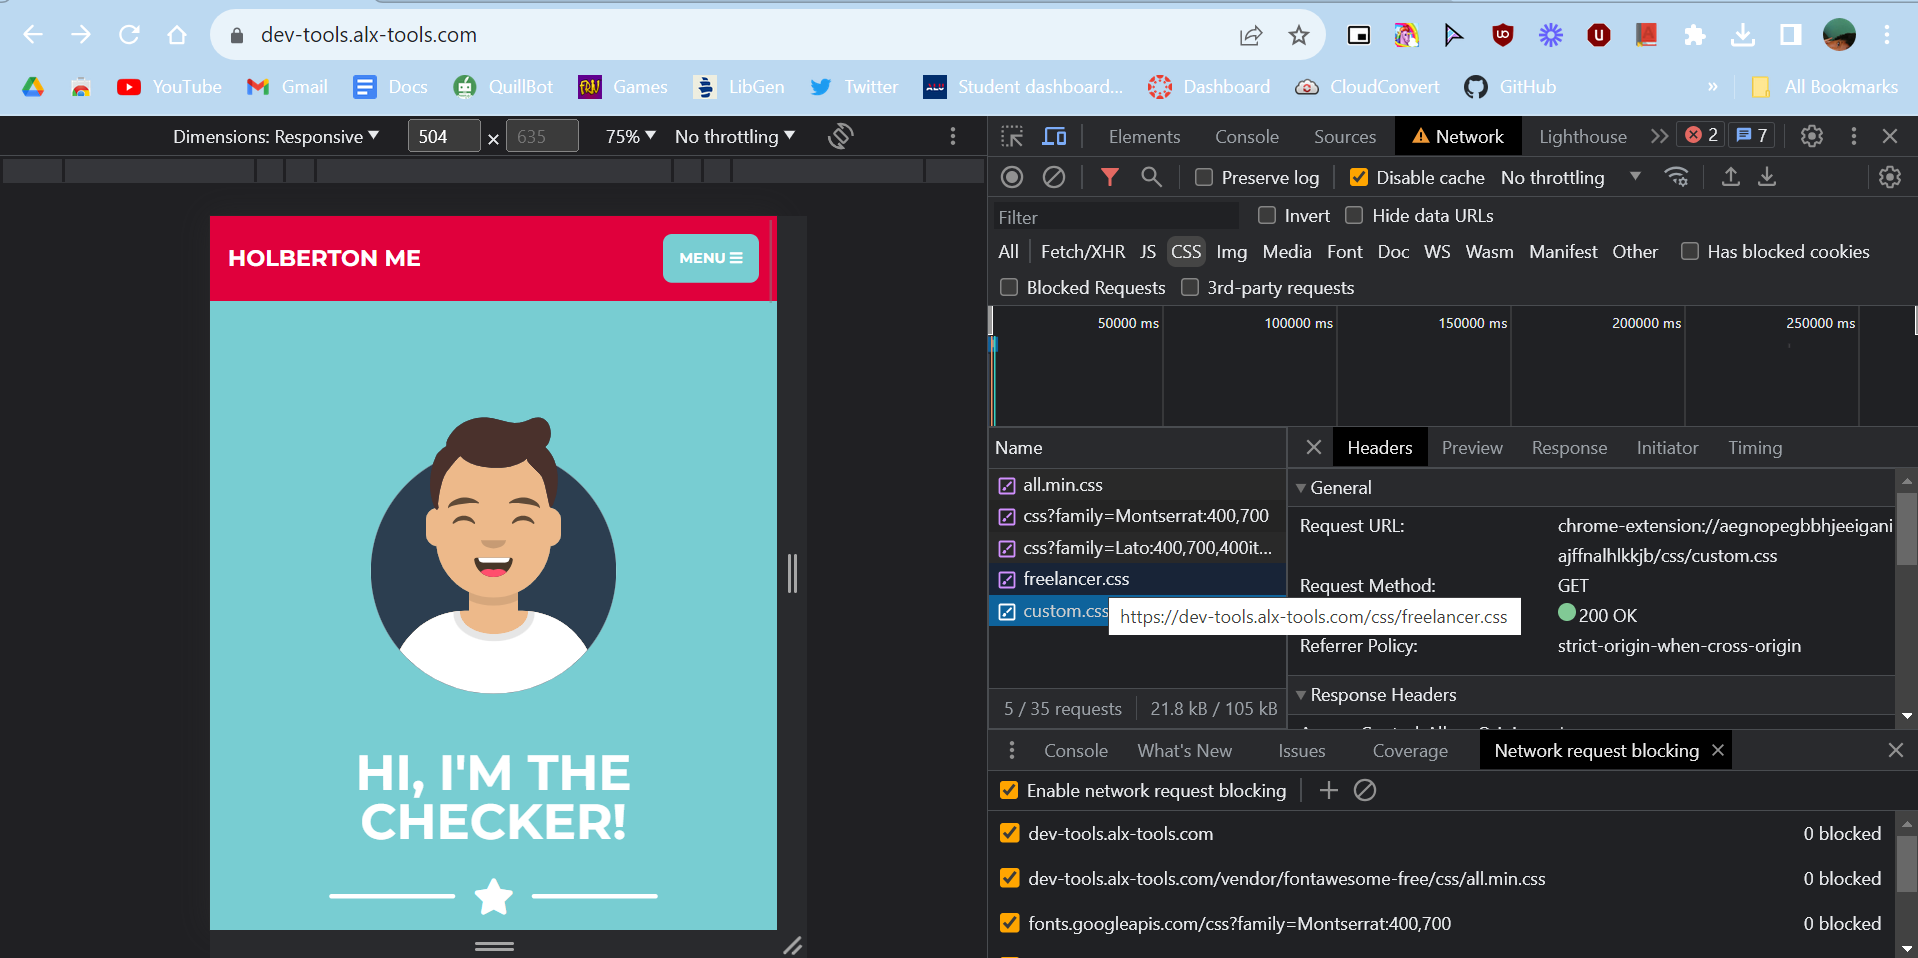 dev-tools.alx-tools.com
YouTube Gmail Docs QuillBot Games LibGen Twitter Student dashboard... Dashboard CloudConvert GitHub » All Bookmarks
Dimensions: Responsive 504 × 635 75% No throttling
HOLBERTON ME
MENU
HI, I'M THE
CHECKER!
Elements Console Sources Network Lighthouse 2 7
Preserve log Disable cache No throttling
Filter Invert Hide data URLs
All Fetch/XHR JS CSS Img Media Font Doc WS Wasm Manifest Other Has blocked cookies
Blocked Requests 3rd-party requests
50000 ms 100000 ms 150000 ms 200000 ms 250000 ms
Name
all.min.css
css?family=Montserrat:400,700
css?family=Lato:400,700,400it...
freelancer.css
custom.css
https://dev-tools.alx-tools.com/css/freelancer.css
5 / 35 requests 21.8 kB / 105 kB
Headers Preview Response Initiator Timing
General
Request URL: chrome-extension://aegnopegbbhjeeigani
ajffnalhlkkjb/css/custom.css
Request Method: GET
200 OK
Referrer Policy: strict-origin-when-cross-origin
Response Headers
Console What's New Issues Coverage Network request blocking
Enable network request blocking
dev-tools.alx-tools.com 0 blocked
dev-tools.alx-tools.com/vendor/fontawesome-free/css/all.min.css 0 blocked
fonts.googleapis.com/css?family=Montserrat:400,700 0 blocked